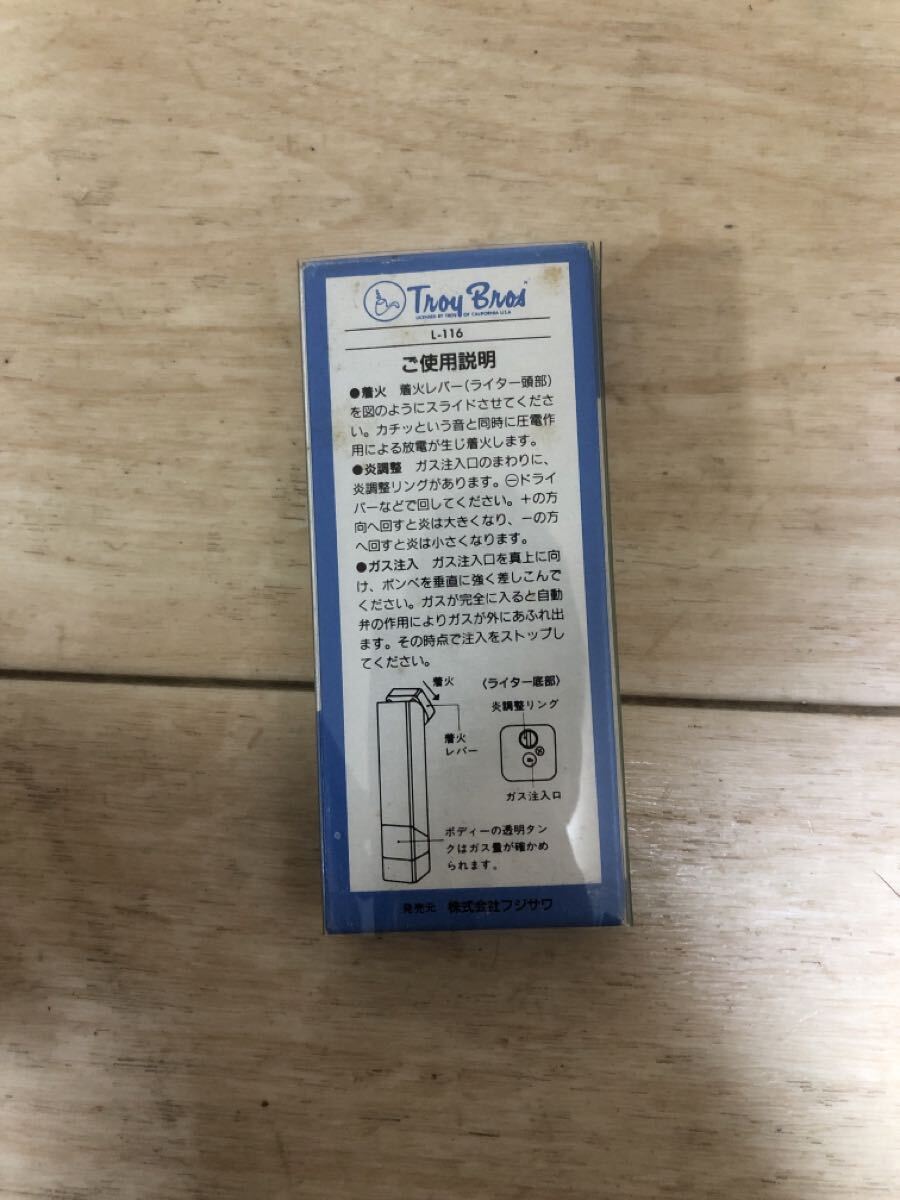 Troy Bros
LICENSED BY TROY OF CALIFORNIA U.S.A
L-116
ご使用説明
●着火 着火レバー(ライター頭部)
を図のようにスライドさせてくださ
い。カチッという音と同時に圧電作
用による放電が生じ着火します。
●炎調整 ガス注入口のまわりに、
炎調整リングがあります。㊀ドライ
バーなどで回してください。+の方
向へ回すと炎は大きくなり、-の方
へ回すと炎は小さくなります。
●ガス注入 ガス注入口を真上に向
け、ボンベを垂直に強く差しこんで
ください。ガスが完全に入ると自動
弁の作用によりガスが外にあふれ出
ます。その時点で注入をストップし
てください。
着火
〈ライター底部〉
炎調整リング
着火
レバー
ガス注入口
ボディーの透明タン
クはガス量が確かめ
られます。
発売元 株式会社フジサワ